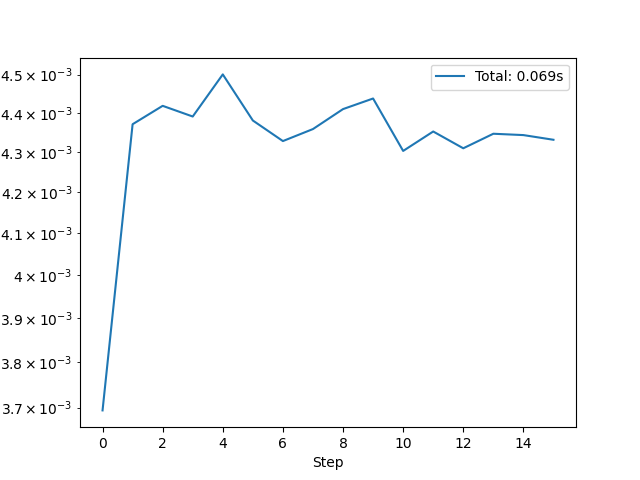 Total: 0.069s
4.5 × 10⁻³
4.4 × 10⁻³
4.3 × 10⁻³
4.2 × 10⁻³
4.1 × 10⁻³
4 × 10⁻³
3.9 × 10⁻³
3.8 × 10⁻³
3.7 × 10⁻³
0 2 4 6 8 10 12 14
Step